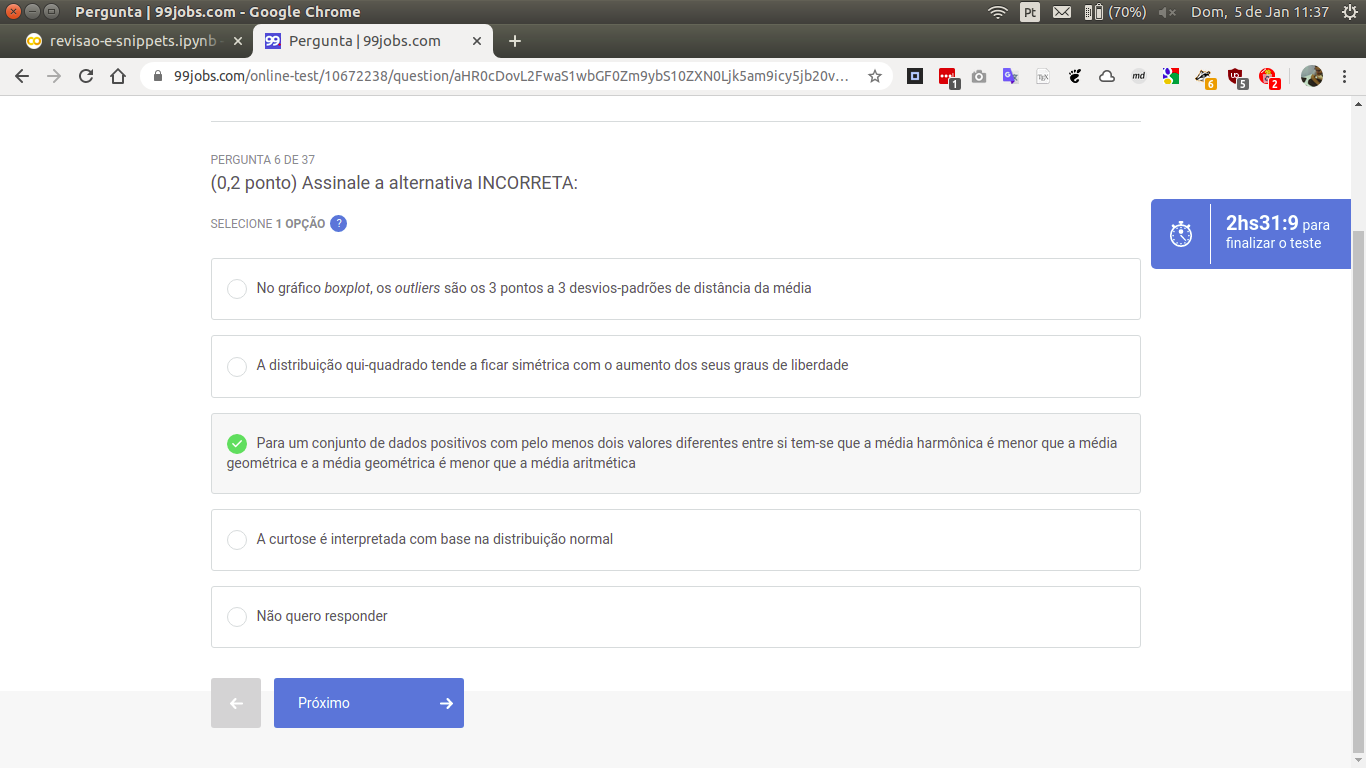 Pergunta | 99jobs.com - Google Chrome
Pt
(70%)
Dom, 5 de Jan 11:37
revisao-e-snippets.ipynb
99 Pergunta | 99jobs.com
99jobs.com/online-test/10672238/question/aHR0cDovL2FwaS1wbGF0Zm9ybS10ZXN0Ljk5am9icy5jb20v...
1
TeX
md
6
5
2
PERGUNTA 6 DE 37
(0,2 ponto) Assinale a alternativa INCORRETA:
SELECIONE 1 OPÇÃO ?
2hs31:9 para
finalizar o teste
No gráfico boxplot, os outliers são os 3 pontos a 3 desvios-padrões de distância da média
A distribuição qui-quadrado tende a ficar simétrica com o aumento dos seus graus de liberdade
Para um conjunto de dados positivos com pelo menos dois valores diferentes entre si tem-se que a média harmônica é menor que a média
geométrica e a média geométrica é menor que a média aritmética
A curtose é interpretada com base na distribuição normal
Não quero responder
Próximo